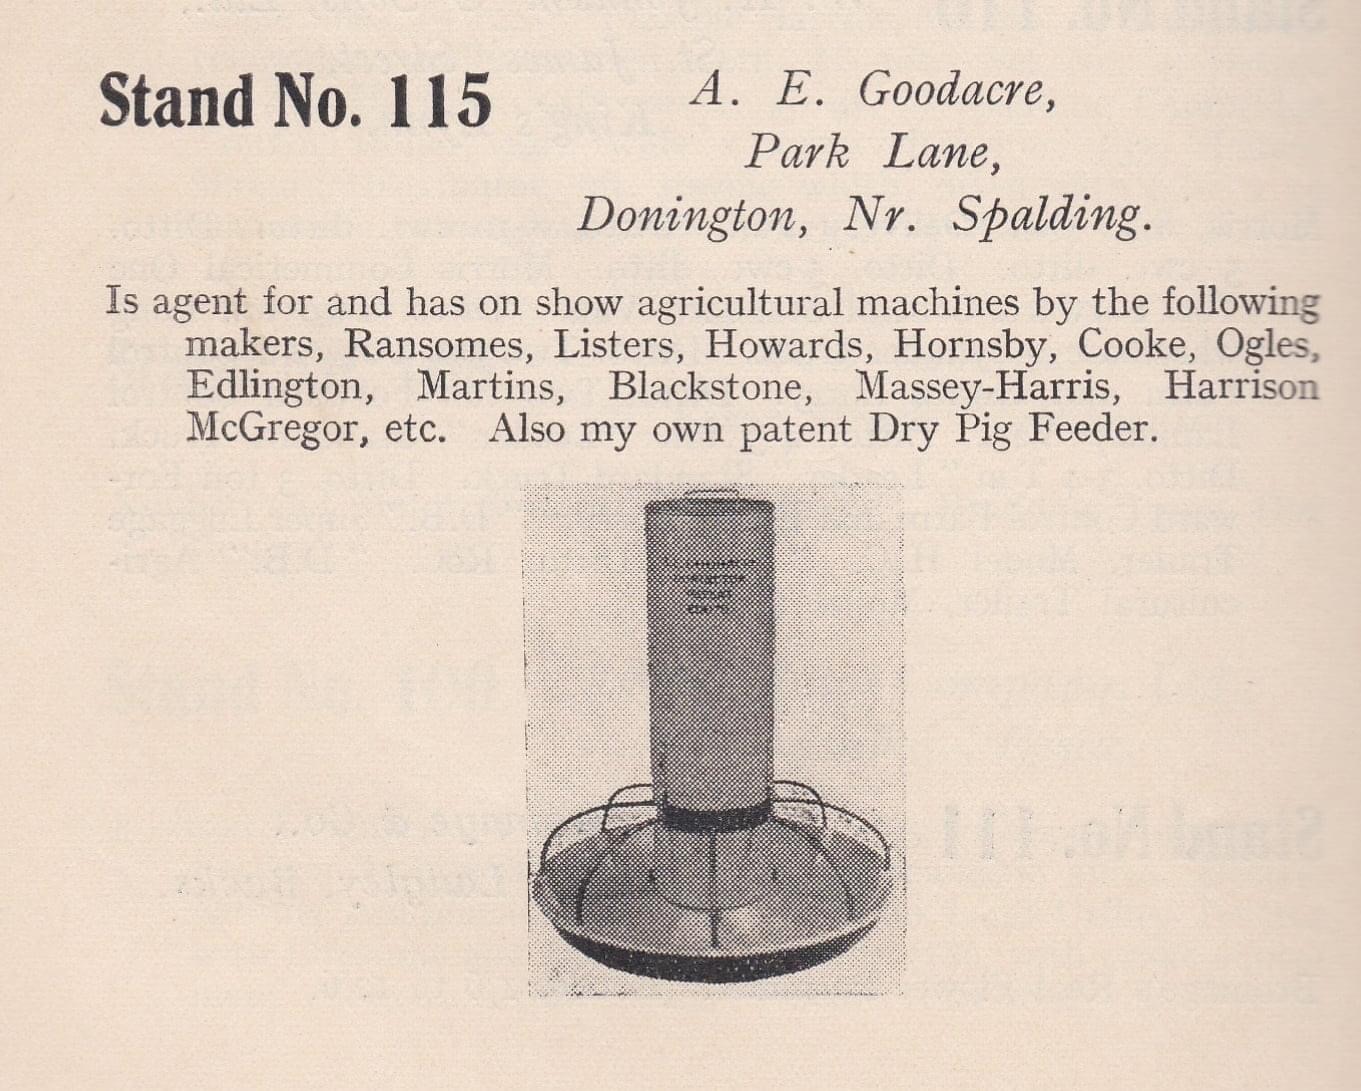 Stand No. 115
A. E. Goodacre,
Park Lane,
Donington, Nr. Spalding.
Is agent for and has on show agricultural machines by the following
makers, Ransomes, Listers, Howards, Hornsby, Cooke, Ogles,
Edlington, Martins, Blackstone, Massey-Harris, Harrison
McGregor, etc. Also my own patent Dry Pig Feeder.